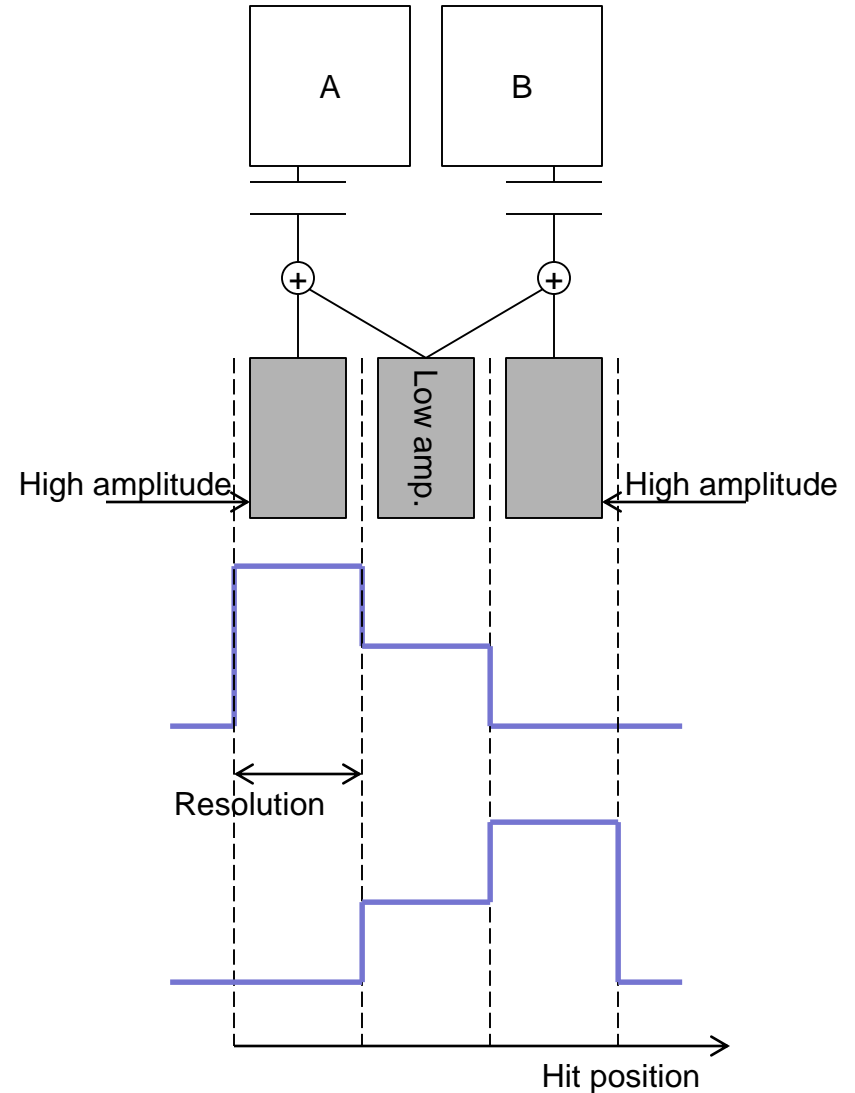 A
B
+
+
Low amp.
High amplitude
High amplitude
Resolution
Hit position